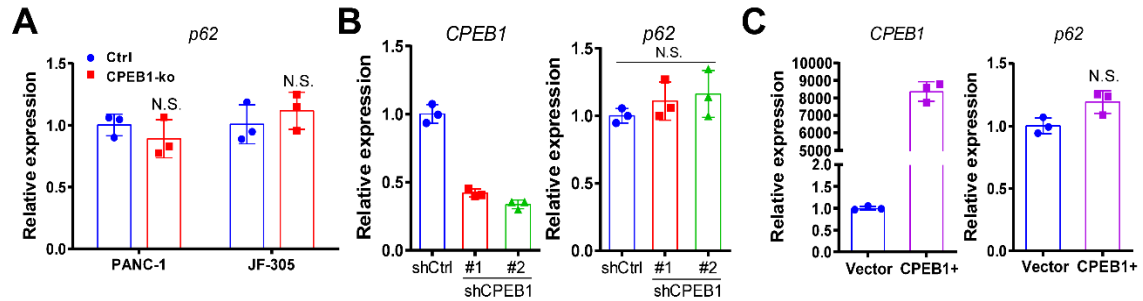 A
p62
Relative expression
1.5
1.0
0.5
0.0
Ctrl
CPEB1-ko
N.S.
N.S.
PANC-1
JF-305
B
CPEB1
Relative expression
1.5
1.0
0.5
0.0
shCtrl
#1
#2
shCPEB1
p62
N.S.
Relative expression
1.5
1.0
0.5
0.0
shCtrl
#1
#2
shCPEB1
C
CPEB1
Relative expression
10000
9000
8000
7000
6000
5000
2.0
1.0
0.0
Vector
CPEB1+
p62
N.S.
Relative expression
1.5
1.0
0.5
0.0
Vector
CPEB1+